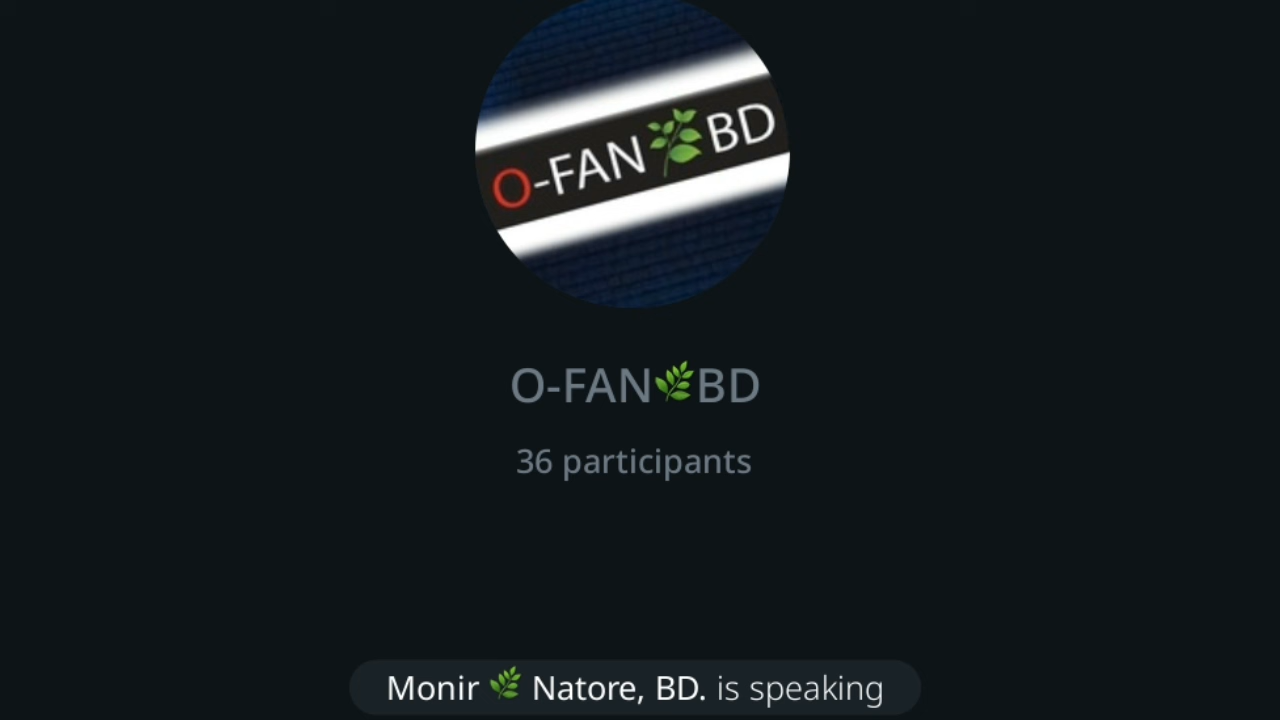 O-FAN🌿BD
O-FAN🌿BD
36 participants
Monir 🌿 Natore, BD. is speaking